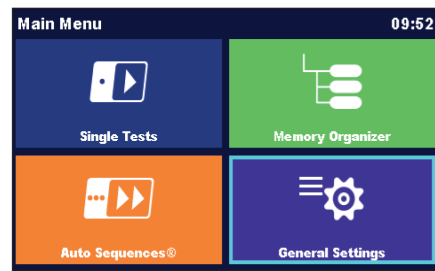 Main Menu 09:52
Single Tests
Memory Organizer
Auto Sequences®
General Settings